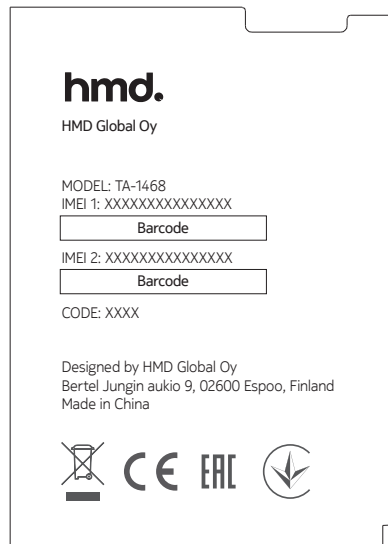 hmd.
HMD Global Oy
MODEL: TA-1468
IMEI 1: XXXXXXXXXXXXXXX
Barcode
IMEI 2: XXXXXXXXXXXXXXX
Barcode
CODE: XXXX
Designed by HMD Global Oy
Bertel Jungin aukio 9, 02600 Espoo, Finland
Made in China
CE EAC